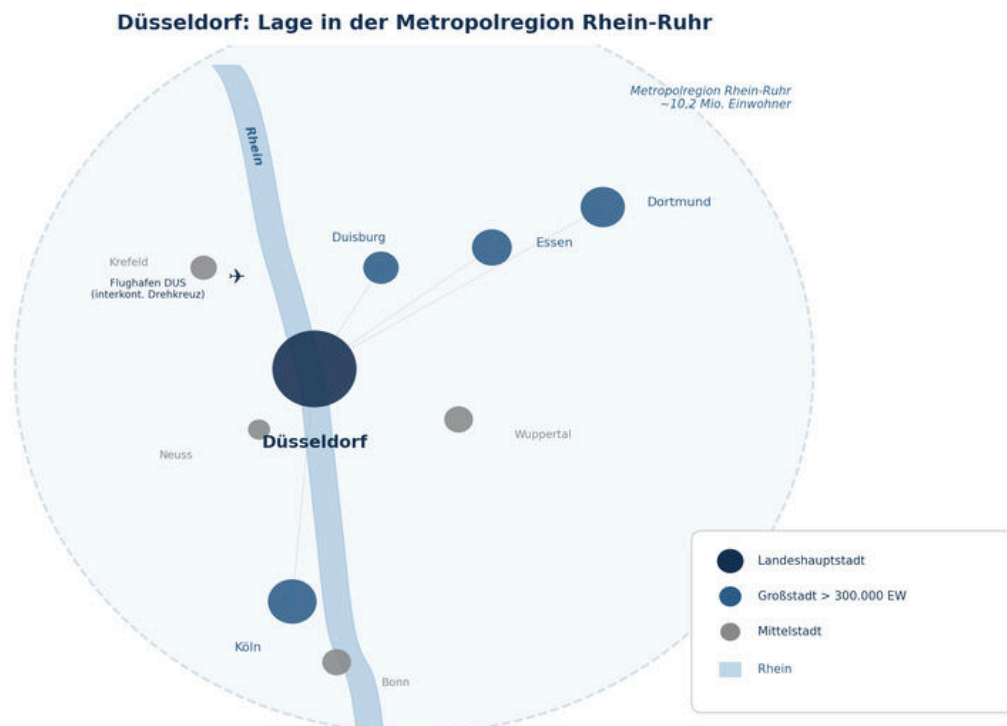 Düsseldorf: Lage in der Metropolregion Rhein-Ruhr
Metropolregion Rhein-Ruhr
~10,2 Mio. Einwohner
Rhein
Dortmund
Duisburg
Essen
Krefeld
Flughafen DUS
(interkont. Drehkreuz)
Düsseldorf
Wuppertal
Neuss
Köln
Bonn
Landeshauptstadt
Großstadt > 300.000 EW
Mittelstadt
Rhein